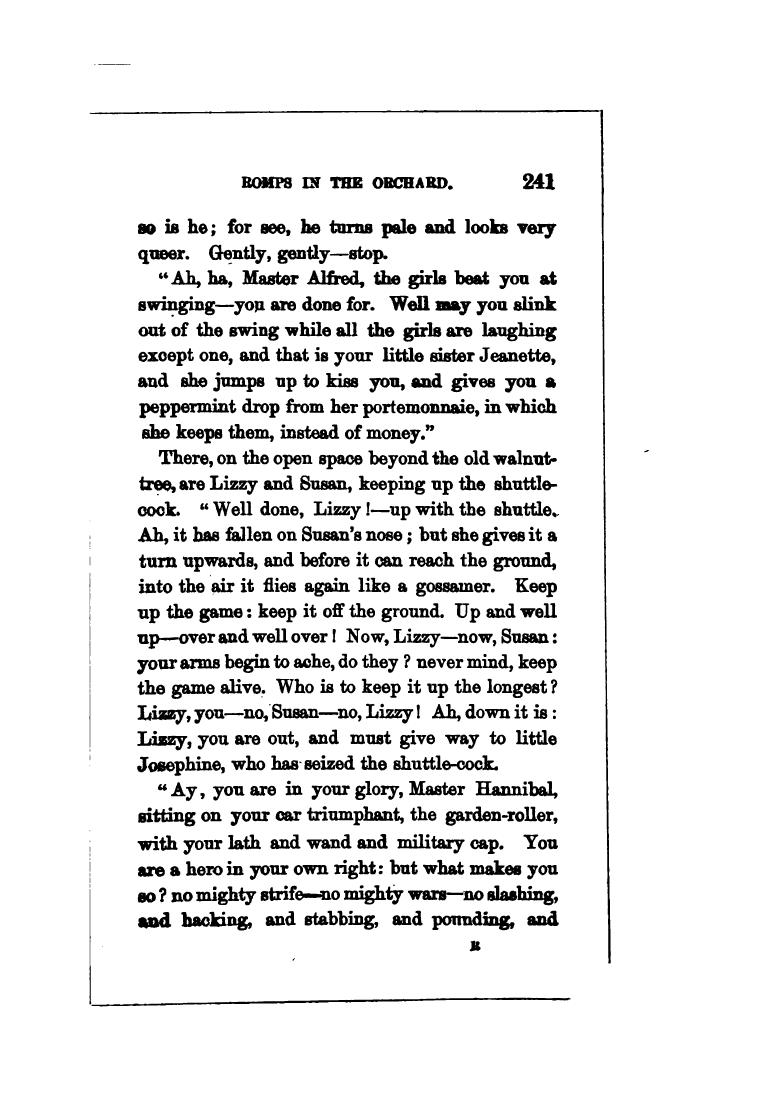 ROMPS IN THE ORCHARD. 241
so is he; for see, he turns pale and looks very
queer. Gently, gently—stop.
“Ah, ha, Master Alfred, the girls beat you at
swinging—you are done for. Well may you slink
out of the swing while all the girls are laughing
except one, and that is your little sister Jeanette,
and she jumps up to kiss you, and gives you a
peppermint drop from her portemonnaie, in which
she keeps them, instead of money.”
There, on the open space beyond the old walnut-
tree, are Lizzy and Susan, keeping up the shuttle-
cock. “Well done, Lizzy!—up with the shuttle.
Ah, it has fallen on Susan's nose; but she gives it a
turn upwards, and before it can reach the ground,
into the air it flies again like a gossamer. Keep
up the game: keep it off the ground. Up and well
up—over and well over! Now, Lizzy—now, Susan:
your arms begin to ache, do they? never mind, keep
the game alive. Who is to keep it up the longest?
Lizzy, you—no, Susan—no, Lizzy! Ah, down it is:
Lizzy, you are out, and must give way to little
Josephine, who has seized the shuttle-cock.
“Ay, you are in your glory, Master Hannibal,
sitting on your car triumphant, the garden-roller,
with your lath and wand and military cap. You
are a hero in your own right: but what makes you
so? no mighty strife—no mighty wars—no slashing,
and hacking, and stabbing, and pounding, and
R